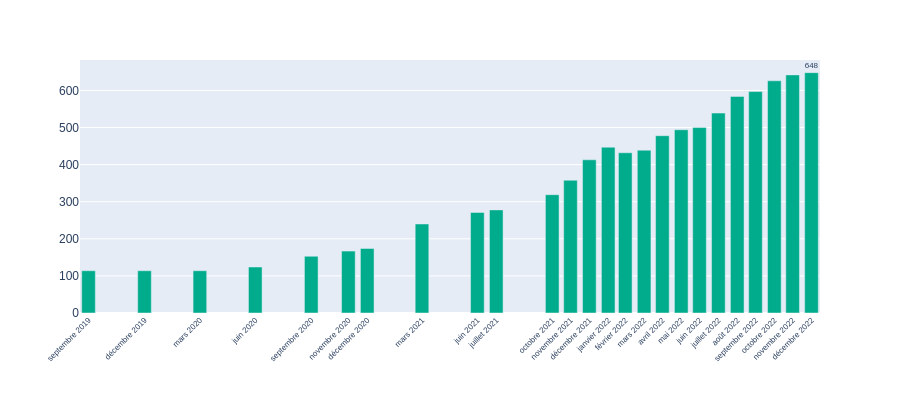 648
600
500
400
300
200
100
0
septembre 2019
décembre 2019
mars 2020
juin 2020
septembre 2020
novembre 2020
décembre 2020
mars 2021
juin 2021
juillet 2021
octobre 2021
novembre 2021
décembre 2021
janvier 2022
février 2022
mars 2022
avril 2022
mai 2022
juin 2022
juillet 2022
août 2022
septembre 2022
octobre 2022
novembre 2022
décembre 2022